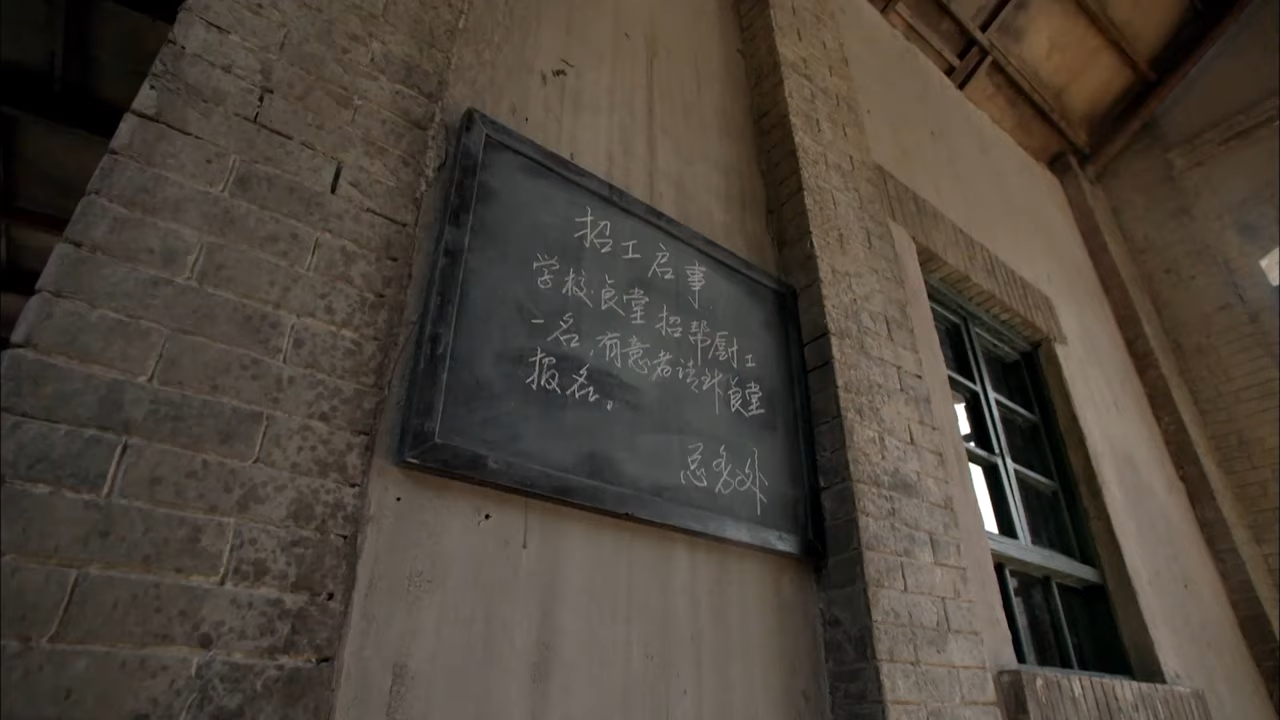 招工启事
学校食堂招帮厨工
一名,有意者请到食堂
报名。
总务处